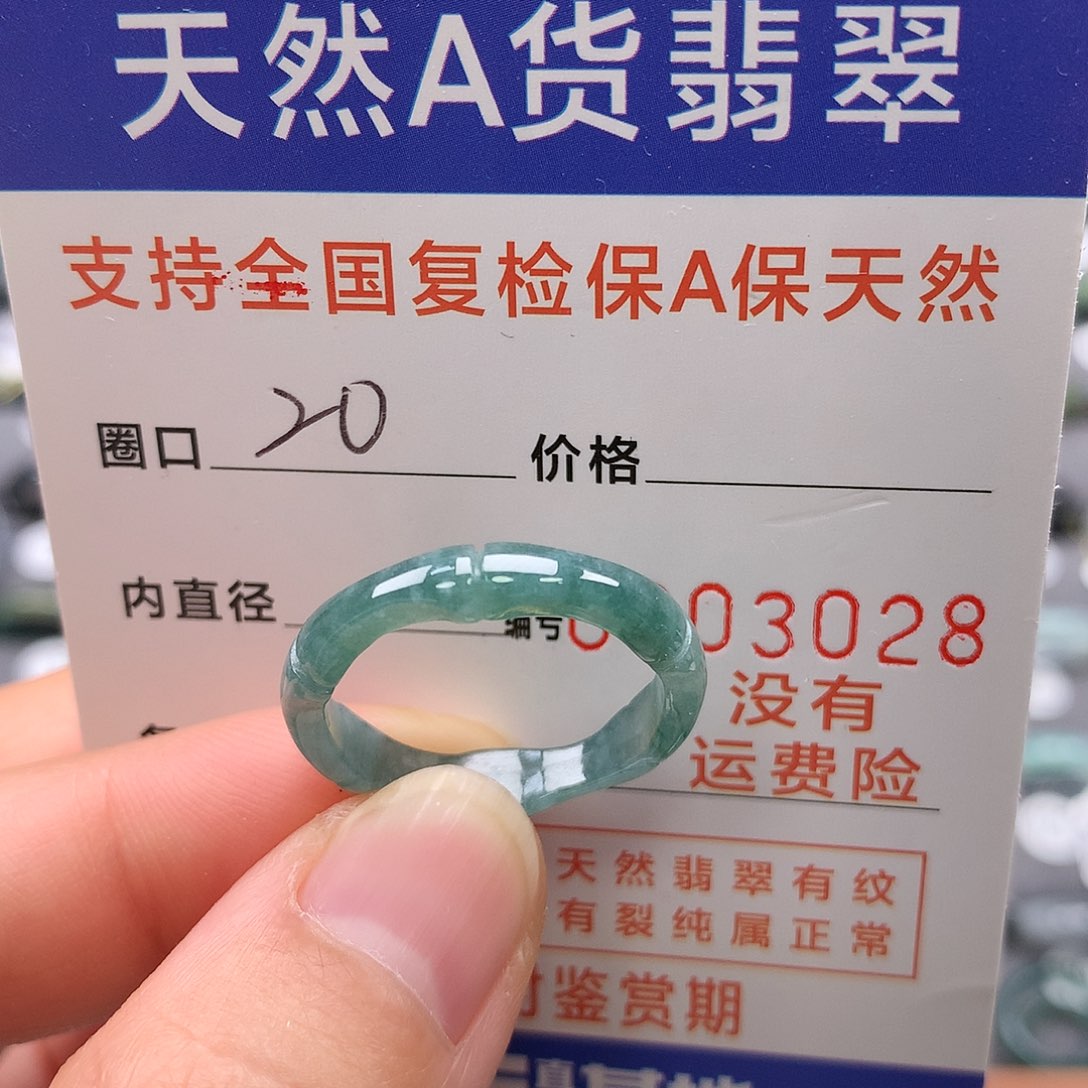 天然A货翡翠
支持全国复检保A保天然
圈口 20 价格
内直径 编号 03028
没有
运费险
天然翡翠有纹
有裂纯属正常
鉴赏期